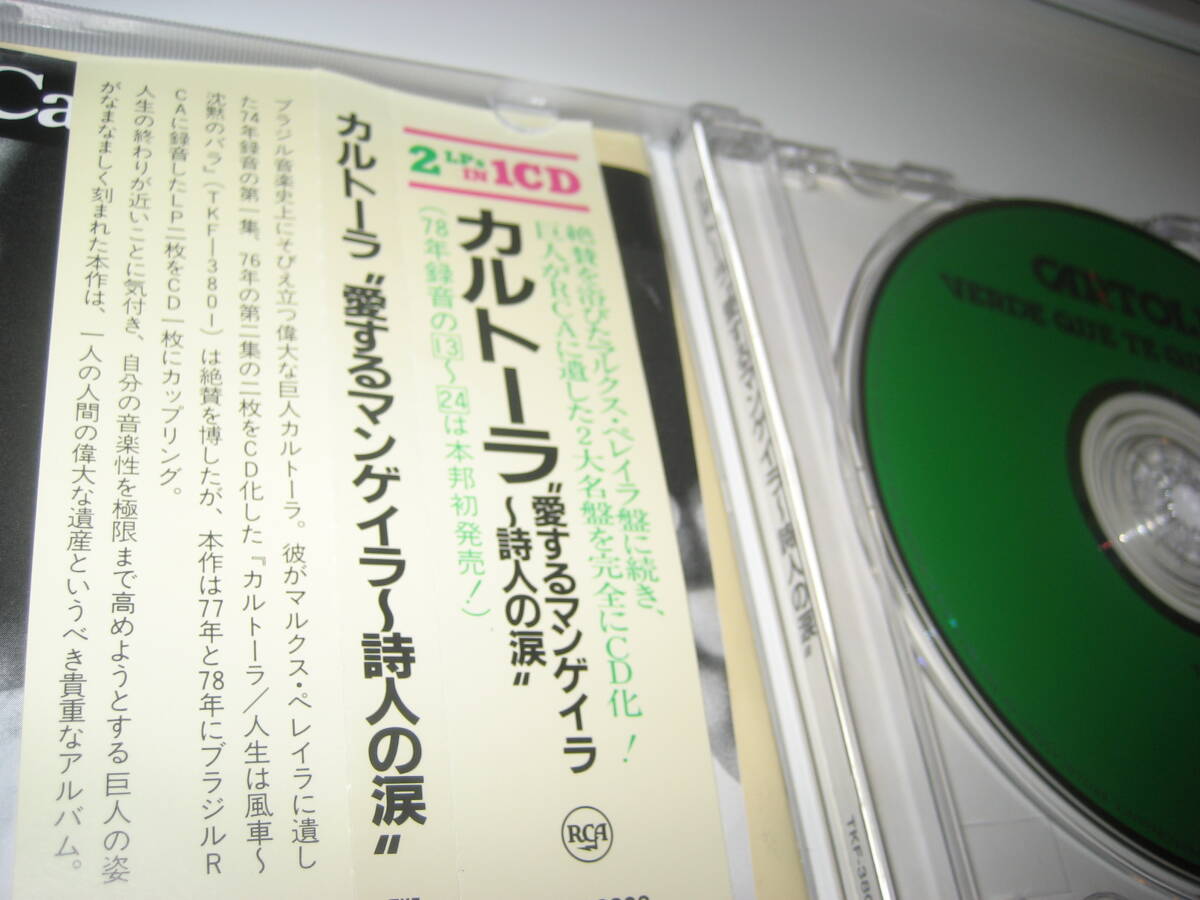 2 LPs IN 1CD
絶賛を浴びたマルクス・ペレイラ盤に続き、
巨人がRCAに遺した2大名盤を完全にCD化!
カルトーラ
“愛するマンゲイラ
〜詩人の涙”
(78年録音の13〜24は本邦初発売!)
RCA
カルトーラ “愛するマンゲイラ〜詩人の涙”
ブラジル音楽史上にそびえ立つ偉大な巨人カルトーラ。彼がマルクス・ペレイラに遺し
た74年録音の第一集、76年の第二集の二枚をCD化した『カルトーラ/人生は風車〜
沈黙のバラ』(TKF-3801)は絶賛を博したが、本作は77年と78年にブラジルR
CAに録音したLP二枚をCD一枚にカップリング。
人生の終わりが近いことに気付き、自分の音楽性を極限まで高めようとする巨人の姿
がなまなましく刻まれた本作は、一人の人間の偉大な遺産というべき貴重なアルバム。
Ca
CARTOL
VERDE QUE TE QU
TKF-380